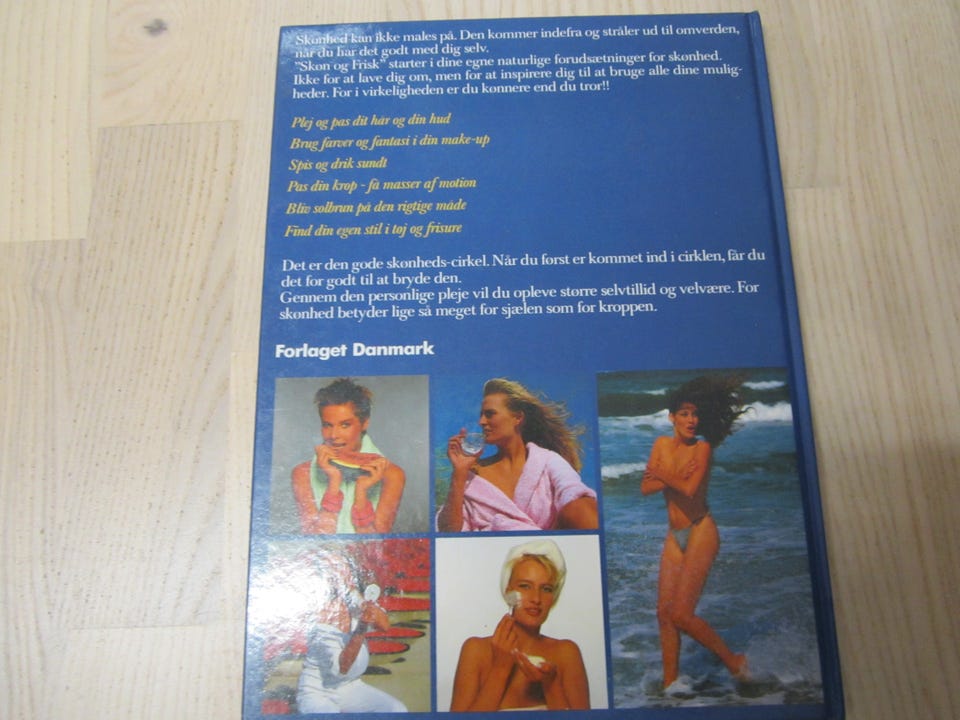 Skønhed kan ikke males på. Den kommer indefra og stråler ud til omverden,
når du har det godt med dig selv.
"Skøn og Frisk" starter i dine egne naturlige forudsætninger for skønhed.
Ikke for at lave dig om, men for at inspirere dig til at bruge alle dine mulig-
heder. For i virkeligheden er du kønnere end du tror!!
Plej og pas dit hår og din hud
Brug farver og fantasi i din make-up
Spis og drik sundt
Pas din krop - få masser af motion
Bliv solbrun på den rigtige måde
Find din egen stil i tøj og frisure
Det er den gode skønheds-cirkel. Når du først er kommet ind i cirklen, får du
det for godt til at bryde den.
Gennem den personlige pleje vil du opleve større selvtillid og velvære. For
skønhed betyder lige så meget for sjælen som for kroppen.
Forlaget Danmark